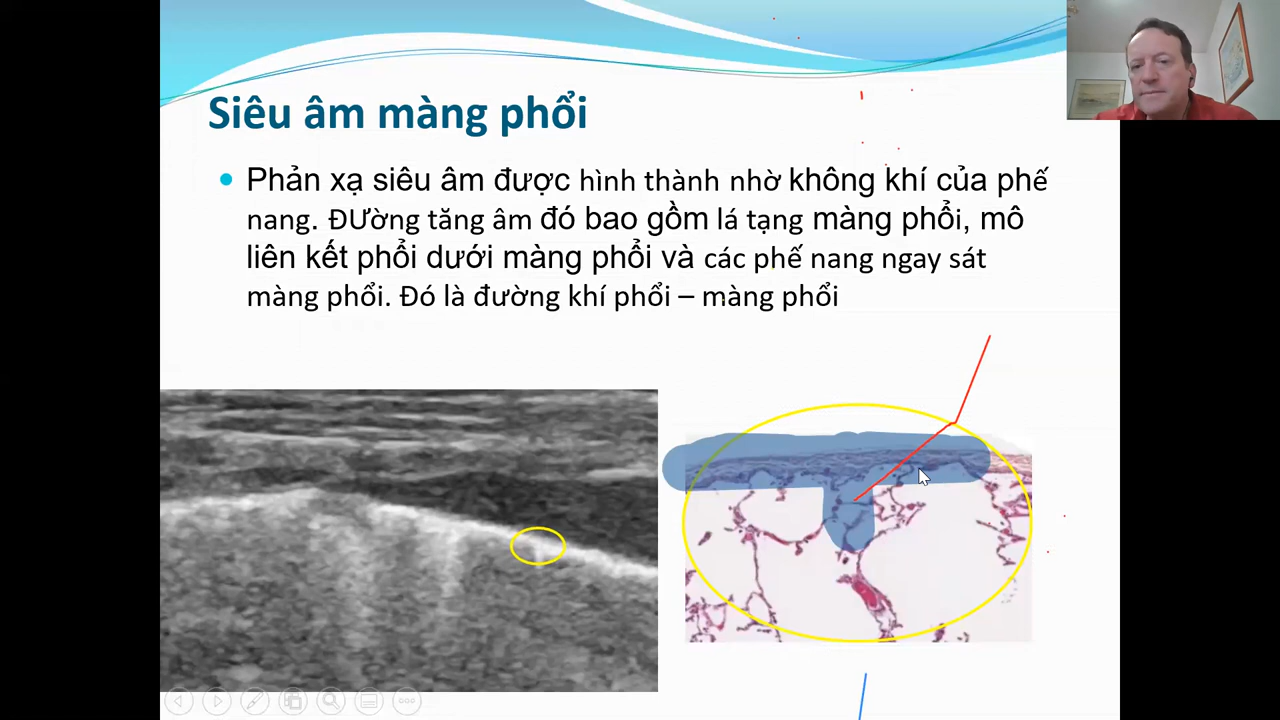 Siêu âm màng phổi
• Phản xạ siêu âm được hình thành nhờ không khí của phế
nang. ĐƯờng tăng âm đó bao gồm lá tạng màng phổi, mô
liên kết phổi dưới màng phổi và các phế nang ngay sát
màng phổi. Đó là đường khí phổi – màng phổi